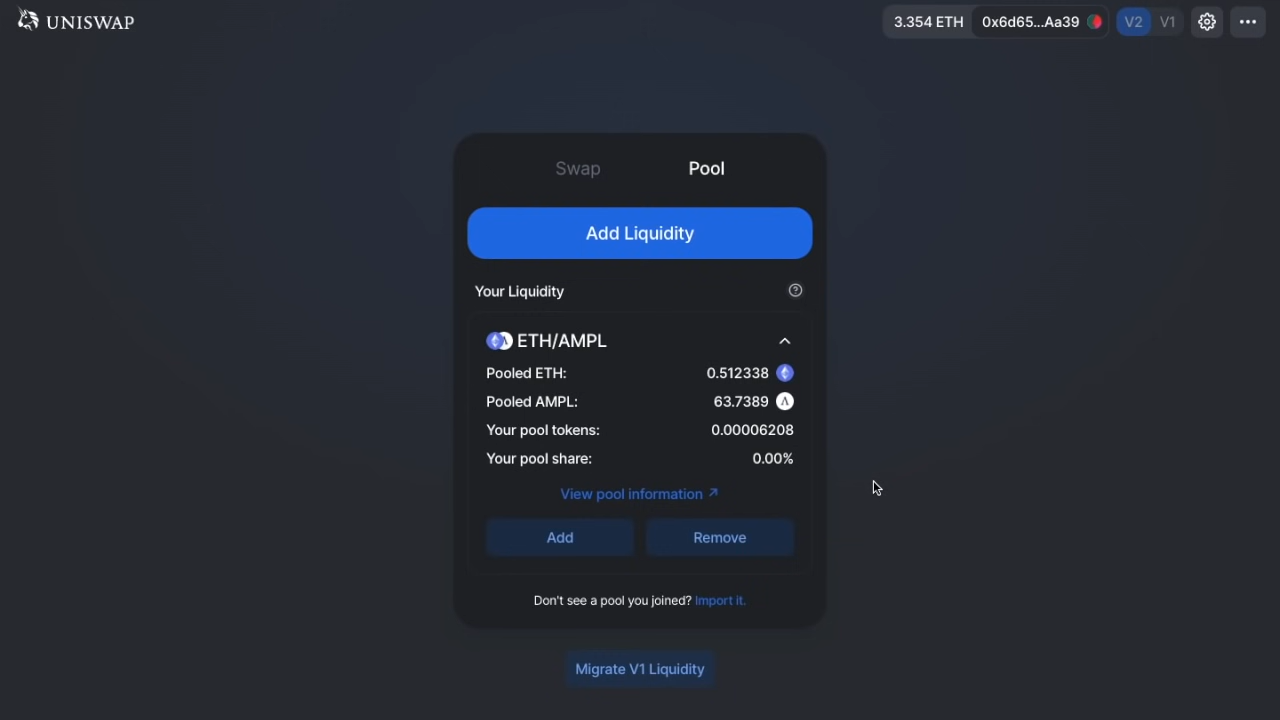 UNISWAP
3.354 ETH 0x6d65...Aa39 V2 V1
Swap Pool
Add Liquidity
Your Liquidity
ETH/AMPL
Pooled ETH: 0.512338
Pooled AMPL: 63.7389
Your pool tokens: 0.00006208
Your pool share: 0.00%
View pool information ↗
Add Remove
Don't see a pool you joined? Import it.
Migrate V1 Liquidity